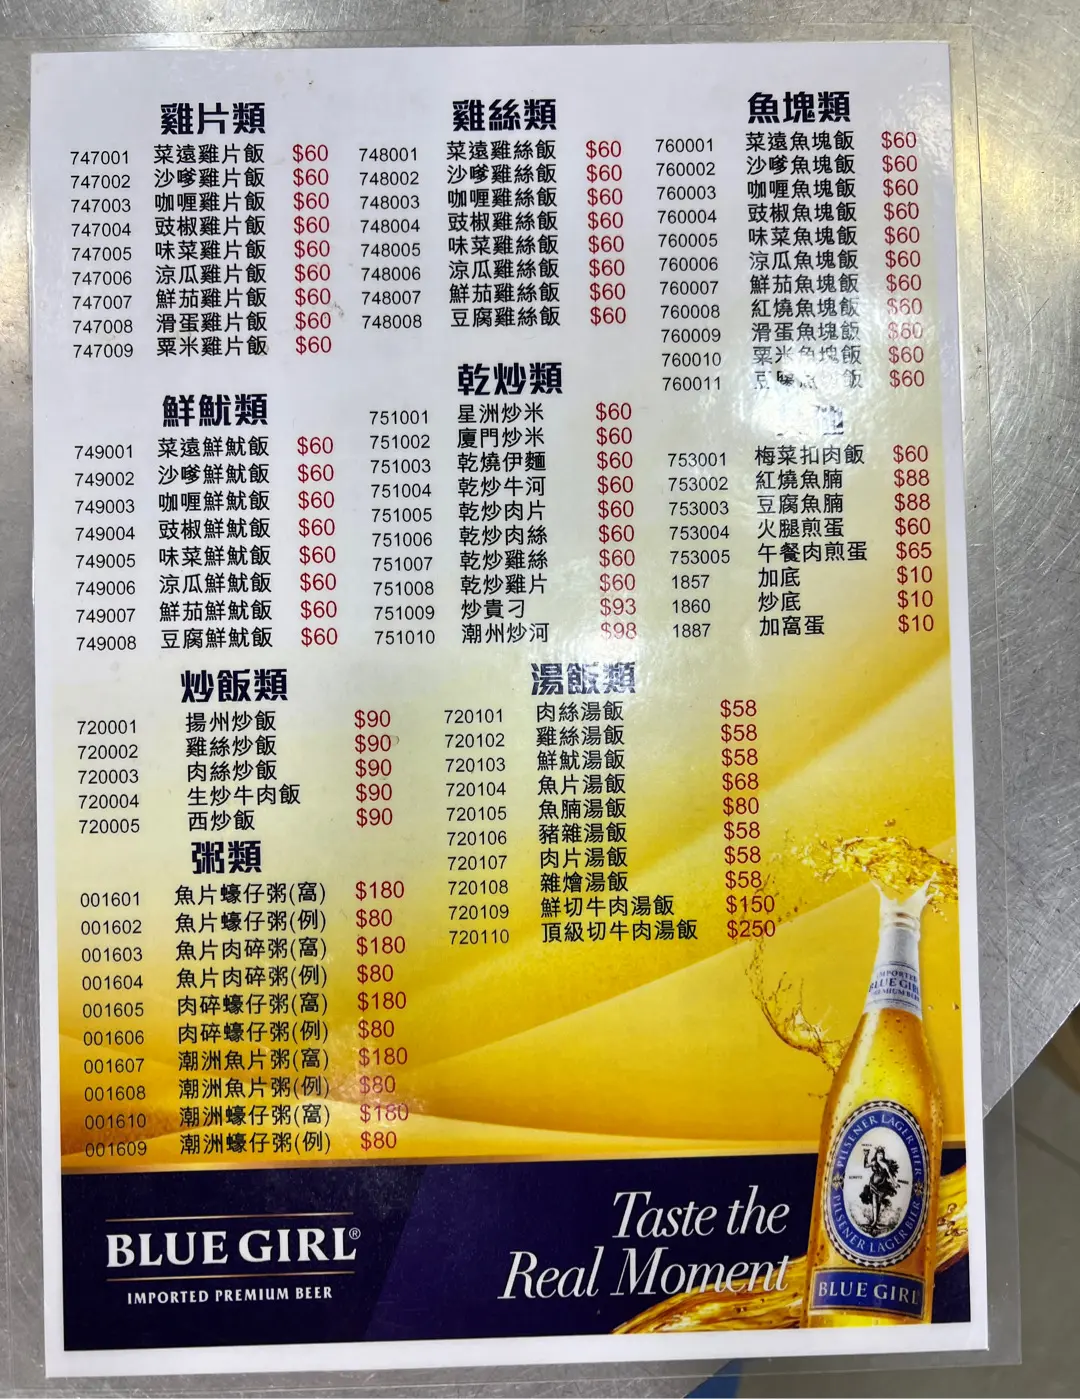 雞片類
747001 菜遠雞片飯 $60
747002 沙嗲雞片飯 $60
747003 咖喱雞片飯 $60
747004 豉椒雞片飯 $60
747005 味菜雞片飯 $60
747006 涼瓜雞片飯 $60
747007 鮮茄雞片飯 $60
747008 滑蛋雞片飯 $60
747009 粟米雞片飯 $60
雞絲類
748001 菜遠雞絲飯 $60
748002 沙嗲雞絲飯 $60
748003 咖喱雞絲飯 $60
748004 豉椒雞絲飯 $60
748005 味菜雞絲飯 $60
748006 涼瓜雞絲飯 $60
748007 鮮茄雞絲飯 $60
748008 豆腐雞絲飯 $60
魚塊類
760001 菜遠魚塊飯 $60
760002 沙嗲魚塊飯 $60
760003 咖喱魚塊飯 $60
760004 豉椒魚塊飯 $60
760005 味菜魚塊飯 $60
760006 涼瓜魚塊飯 $60
760007 鮮茄魚塊飯 $60
760008 紅燒魚塊飯 $60
760009 滑蛋魚塊飯 $60
760010 粟米魚塊飯 $60
760011 豆 飯 $60
鮮魷類
749001 菜遠鮮魷飯 $60
749002 沙嗲鮮魷飯 $60
749003 咖喱鮮魷飯 $60
749004 豉椒鮮魷飯 $60
749005 味菜鮮魷飯 $60
749006 涼瓜鮮魷飯 $60
749007 鮮茄鮮魷飯 $60
749008 豆腐鮮魷飯 $60
乾炒類
751001 星洲炒米 $60
751002 廈門炒米 $60
751003 乾燒伊麵 $60
751004 乾炒牛河 $60
751005 乾炒肉片 $60
751006 乾炒肉絲 $60
751007 乾炒雞絲 $60
751008 乾炒雞片 $60
751009 炒貴刁 $93
751010 潮州炒河 $98
753001 梅菜扣肉飯 $60
753002 紅燒魚腩 $88
753003 豆腐魚腩 $88
753004 火腿煎蛋 $60
753005 午餐肉煎蛋 $65
1857 加底 $10
1860 炒底 $10
1887 加窩蛋 $10
炒飯類
720001 揚州炒飯 $90
720002 雞絲炒飯 $90
720003 肉絲炒飯 $90
720004 生炒牛肉飯 $90
720005 西炒飯 $90
湯飯類
720101 肉絲湯飯 $58
720102 雞絲湯飯 $58
720103 鮮魷湯飯 $58
720104 魚片湯飯 $68
720105 魚腩湯飯 $80
720106 豬雜湯飯 $58
720107 肉片湯飯 $58
720108 雜燴湯飯 $58
720109 鮮切牛肉湯飯 $150
720110 頂級切牛肉湯飯 $250
粥類
001601 魚片蠔仔粥(窩) $180
001602 魚片蠔仔粥(例) $80
001603 魚片肉碎粥(窩) $180
001604 魚片肉碎粥(例) $80
001605 肉碎蠔仔粥(窩) $180
001606 肉碎蠔仔粥(例) $80
001607 潮洲魚片粥(窩) $180
001608 潮洲魚片粥(例) $80
001610 潮洲蠔仔粥(窩) $180
001609 潮洲蠔仔粥(例) $80
BLUE GIRL®
IMPORTED PREMIUM BEER
Taste the
Real Moment
IMPORTED
BLUE GIRL
PREMIUM BEER
PILSENER LAGER BIER
PILSENER LAGER BIER
BLUE GIRL